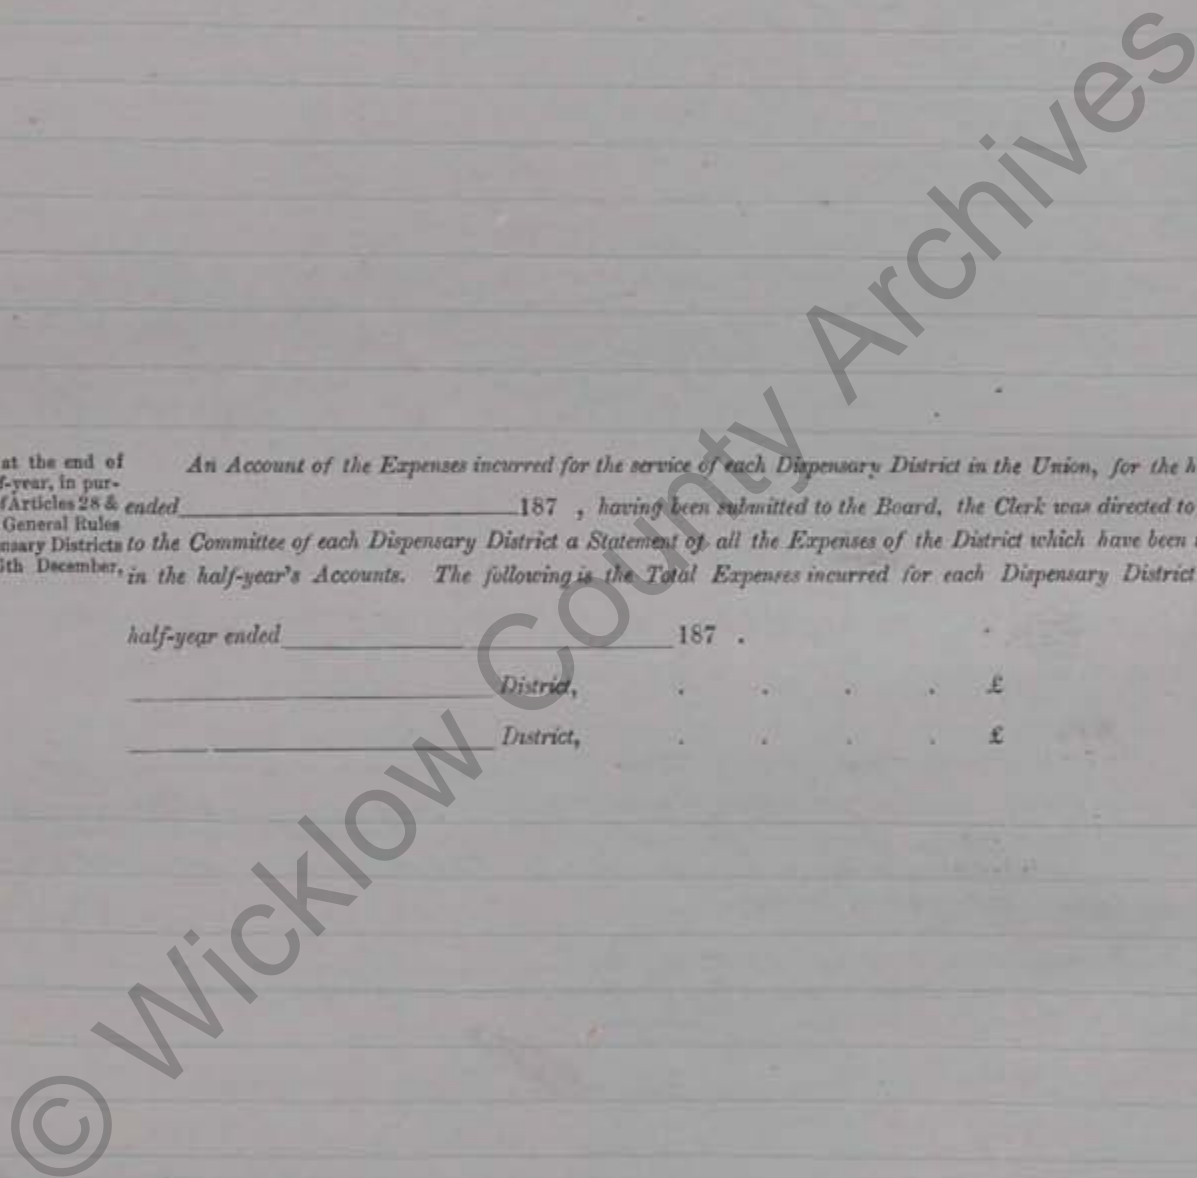 at the end of
f-year, in pur-
f Articles 28 &
General Rules
nsary Districts
th December,
An Account of the Expenses incurred for the service of each Dispensary District in the Union, for the h
ended 187 , having been submitted to the Board, the Clerk was directed to
to the Committee of each Dispensary District a Statement of all the Expenses of the District which have been
in the half-year's Accounts. The following is the Total Expenses incurred for each Dispensary District
half-year ended 187 .
District, . . . . £
District, . . . . £
© Wicklow County Archives